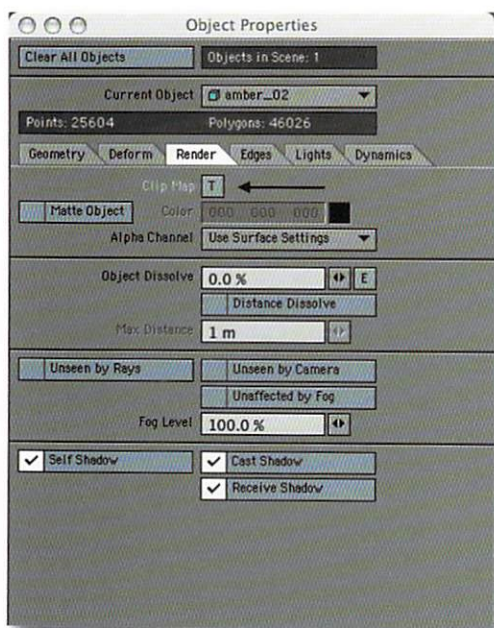 Object Properties
Clear All Objects Objects in Scene: 1
Current Object amber_02
Points: 25604 Polygons: 46026
Geometry Deform Render Edges Lights Dynamics
Clip Map T
Matte Object Color 000 000 000
Alpha Channel Use Surface Settings
Object Dissolve 0.0 % E
Distance Dissolve
Max Distance 1 m
Unseen by Rays Unseen by Camera
Unaffected by Fog
Fog Level 100.0 %
Self Shadow Cast Shadow
Receive Shadow